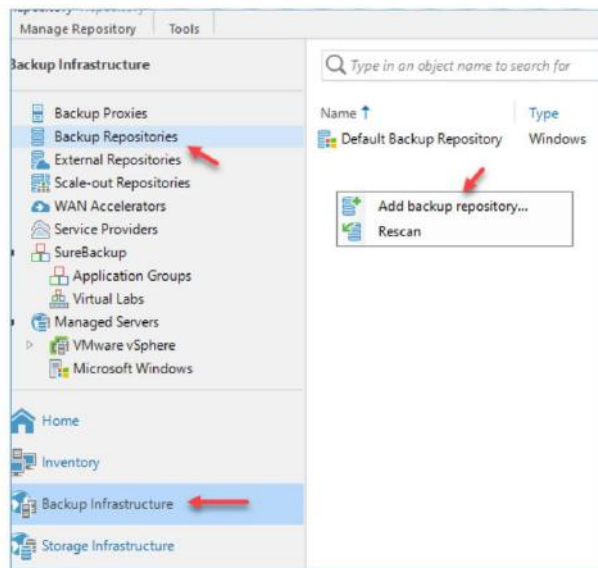 Manage Repository Tools
Backup Infrastructure
Type in an object name to search for
Name Type
Default Backup Repository Windows
Add backup repository...
Rescan
Backup Proxies
Backup Repositories
External Repositories
Scale-out Repositories
WAN Accelerators
Service Providers
SureBackup
Application Groups
Virtual Labs
Managed Servers
VMware vSphere
Microsoft Windows
Home
Inventory
Backup Infrastructure
Storage Infrastructure